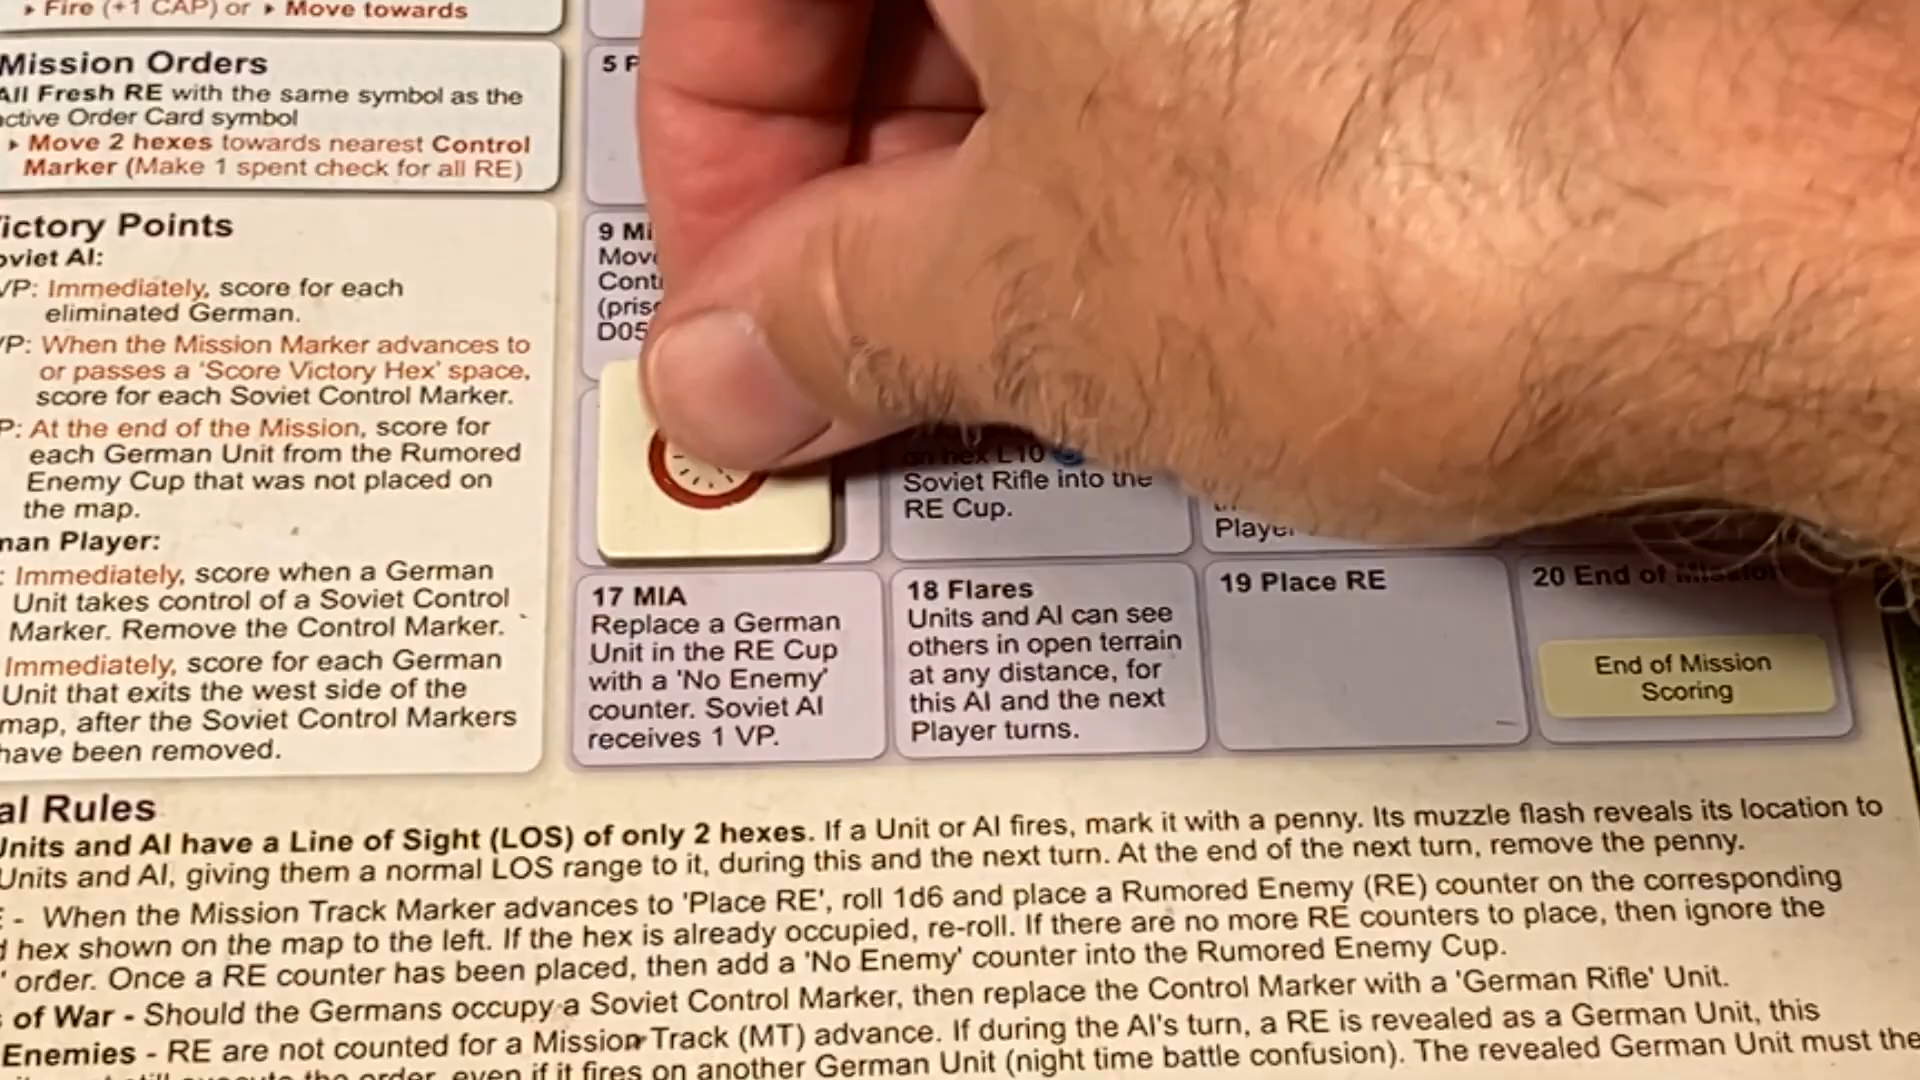 ▸ Fire (+1 CAP) or ▸ Move towards
Mission Orders
All Fresh RE with the same symbol as the
active Order Card symbol
▸ Move 2 hexes towards nearest Control
Marker (Make 1 spent check for all RE)
ictory Points
oviet AI:
VP: Immediately, score for each
eliminated German.
VP: When the Mission Marker advances to
or passes a 'Score Victory Hex' space,
score for each Soviet Control Marker.
P: At the end of the Mission, score for
each German Unit from the Rumored
Enemy Cup that was not placed on
the map.
man Player:
: Immediately, score when a German
Unit takes control of a Soviet Control
Marker. Remove the Control Marker.
Immediately, score for each German
Unit that exits the west side of the
map, after the Soviet Control Markers
have been removed.
5 P
9 Mi
Move
Cont
(priso
D05
on hex L10
Soviet Rifle into the
RE Cup.
Player
17 MIA
Replace a German
Unit in the RE Cup
with a 'No Enemy'
counter. Soviet AI
receives 1 VP.
18 Flares
Units and AI can see
others in open terrain
at any distance, for
this AI and the next
Player turns.
19 Place RE
20 End of Mission
End of Mission
Scoring
al Rules
Units and AI have a Line of Sight (LOS) of only 2 hexes. If a Unit or AI fires, mark it with a penny. Its muzzle flash reveals its location to
Units and AI, giving them a normal LOS range to it, during this and the next turn. At the end of the next turn, remove the penny.
E - When the Mission Track Marker advances to 'Place RE', roll 1d6 and place a Rumored Enemy (RE) counter on the corresponding
d hex shown on the map to the left. If the hex is already occupied, re-roll. If there are no more RE counters to place, then ignore the
' order. Once a RE counter has been placed, then add a 'No Enemy' counter into the Rumored Enemy Cup.
of War - Should the Germans occupy a Soviet Control Marker, then replace the Control Marker with a 'German Rifle' Unit.
Enemies - RE are not counted for a Mission Track (MT) advance. If during the AI's turn, a RE is revealed as a German Unit, this
the order, even if it fires on another German Unit (night time battle confusion). The revealed German Unit must the